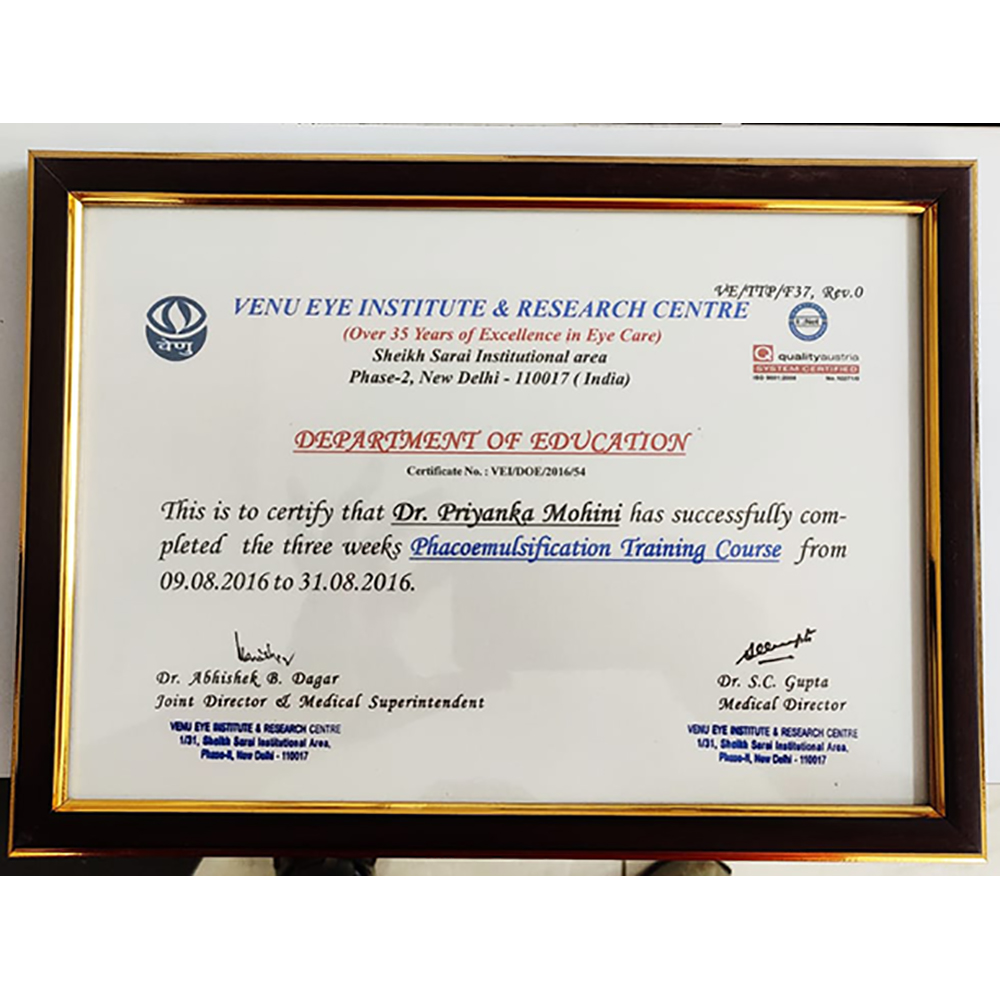 VE/TTP/F37, Rev.0
VENU EYE INSTITUTE & RESEARCH CENTRE
(Over 35 Years of Excellence in Eye Care)
Sheikh Sarai Institutional area
Phase-2, New Delhi - 110017 ( India)
वेणु
Q qualityaustria
SYSTEM CERTIFIED
DEPARTMENT OF EDUCATION
Certificate No. : VEI/DOE/2016/54
This is to certify that Dr. Priyanka Mohini has successfully com-
pleted the three weeks Phacoemulsification Training Course from
09.08.2016 to 31.08.2016.
Dr. Abhishek B. Dagar
Joint Director & Medical Superintendent
VENU EYE INSTITUTE & RESEARCH CENTRE
1/31, Sheikh Sarai Institutional Area,
Phase-II, New Delhi - 110017
Dr. S.C. Gupta
Medical Director
VENU EYE INSTITUTE & RESEARCH CENTRE
1/31, Sheikh Sarai Institutional Area,
Phase-II, New Delhi - 110017